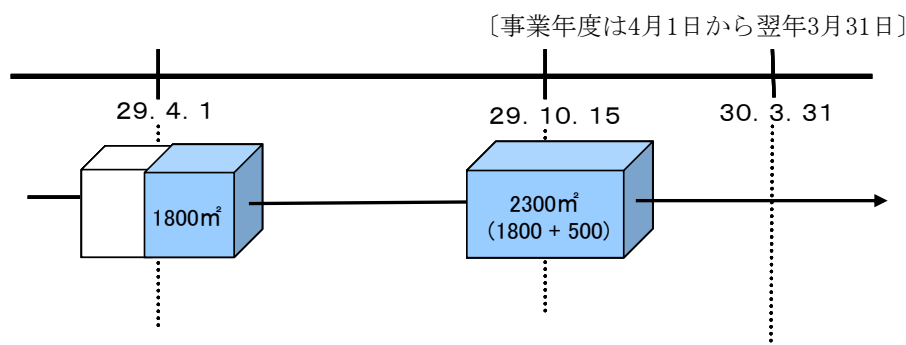 〔事業年度は4月1日から翌年3月31日〕
29. 4. 1
29. 10. 15
30. 3. 31
1800㎡
2300㎡
(1800 + 500)